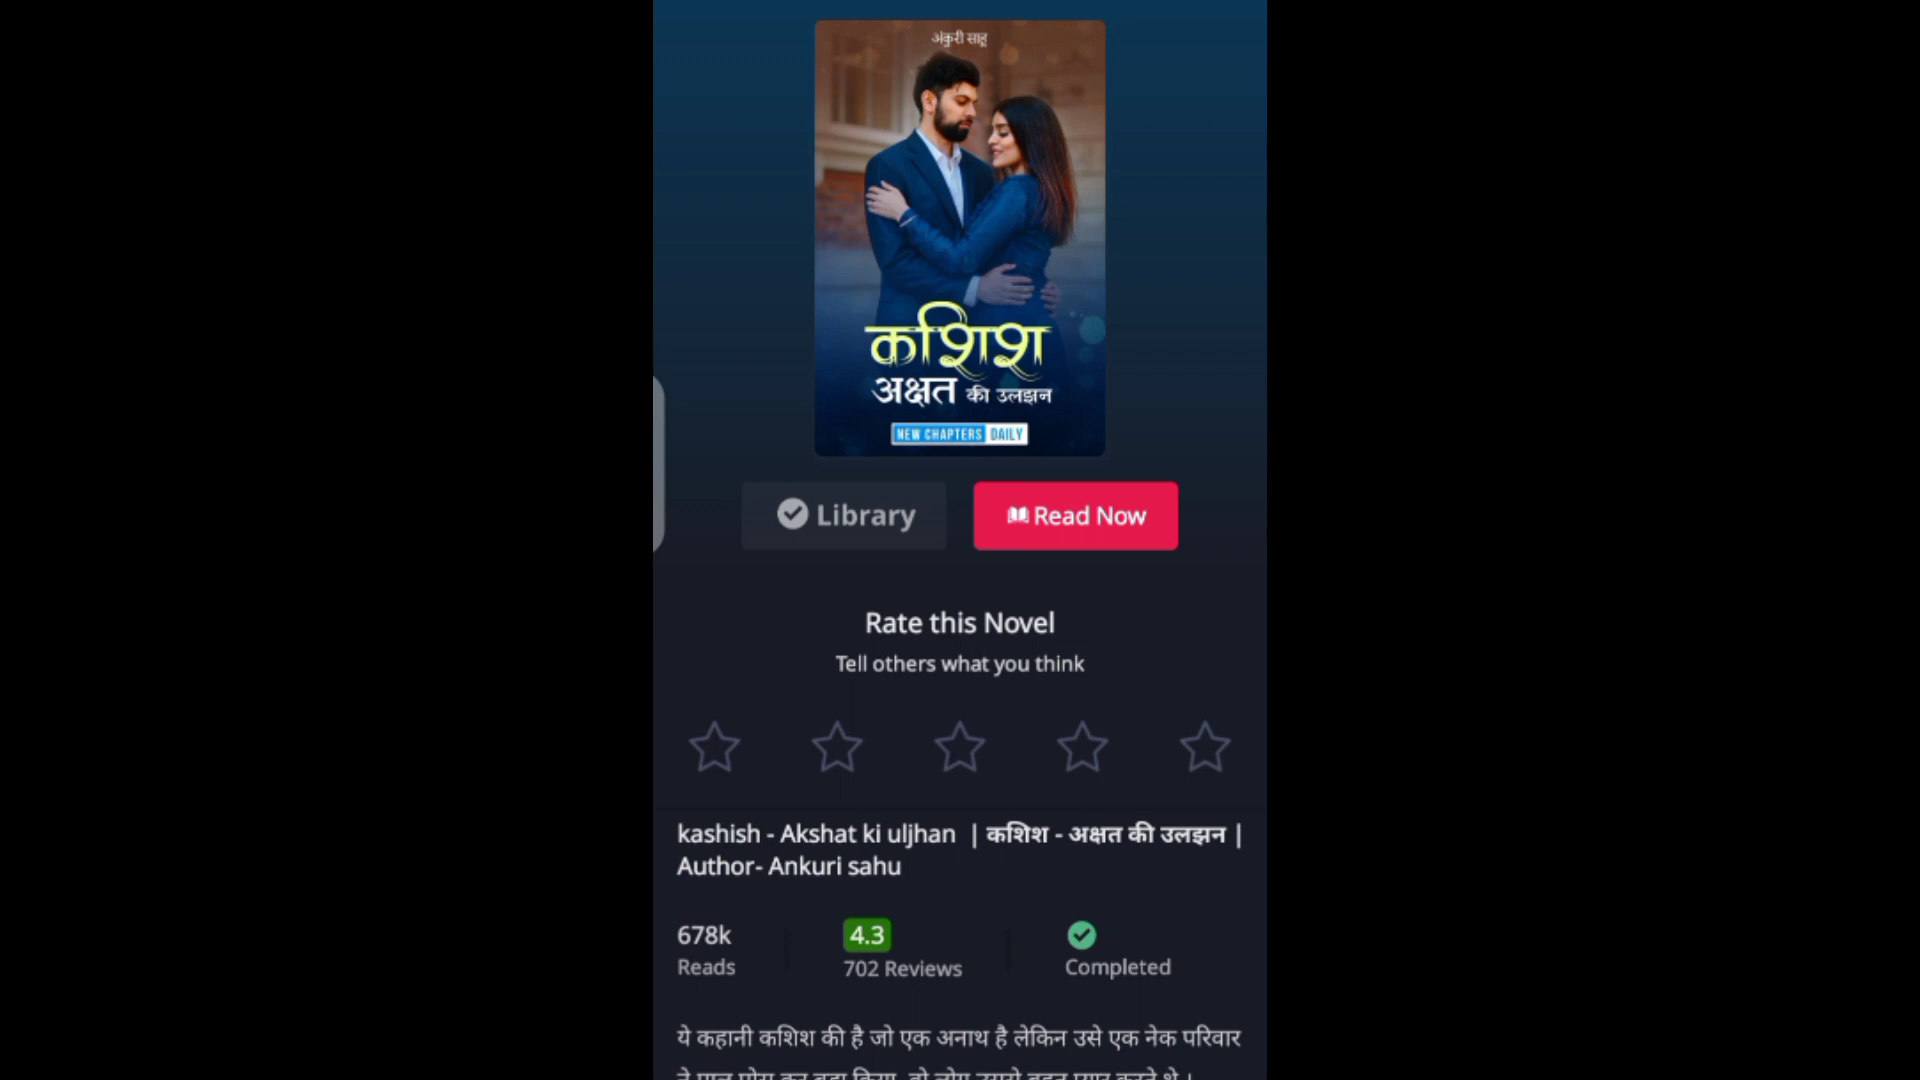 अंकुरी साहू
कशिश
अक्षत की उलझन
NEW CHAPTERS DAILY
Library
Read Now
Rate this Novel
Tell others what you think
kashish - Akshat ki uljhan | कशिश - अक्षत की उलझन |
Author- Ankuri sahu
678k
4.3
Reads
702 Reviews
Completed
ये कहानी कशिश की है जो एक अनाथ है लेकिन उसे एक नेक परिवार